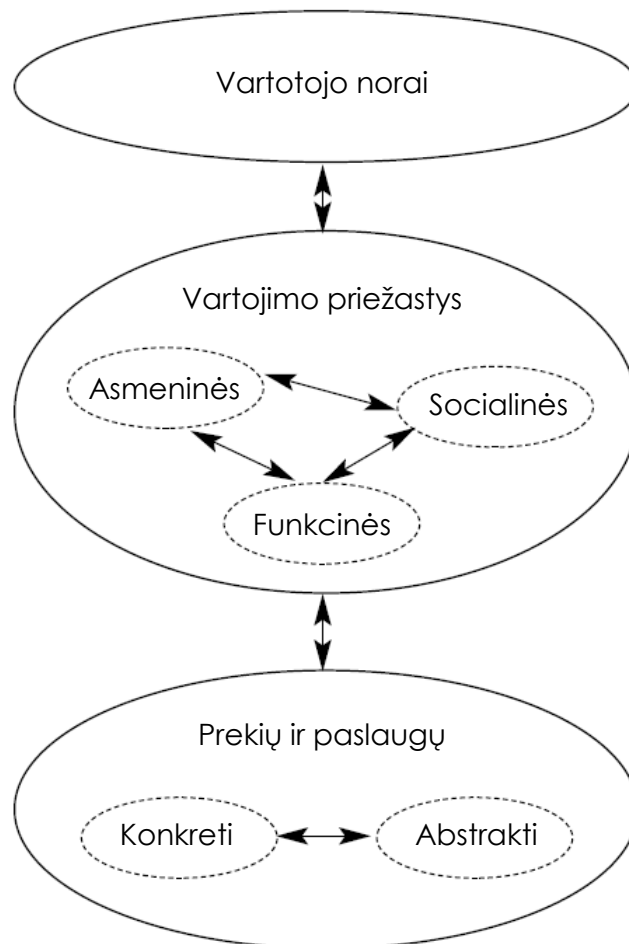 Vartotojo norai
Vartojimo priežastys
Asmeninės
Socialinės
Funkcinės
Prekių ir paslaugų
Konkreti
Abstrakti